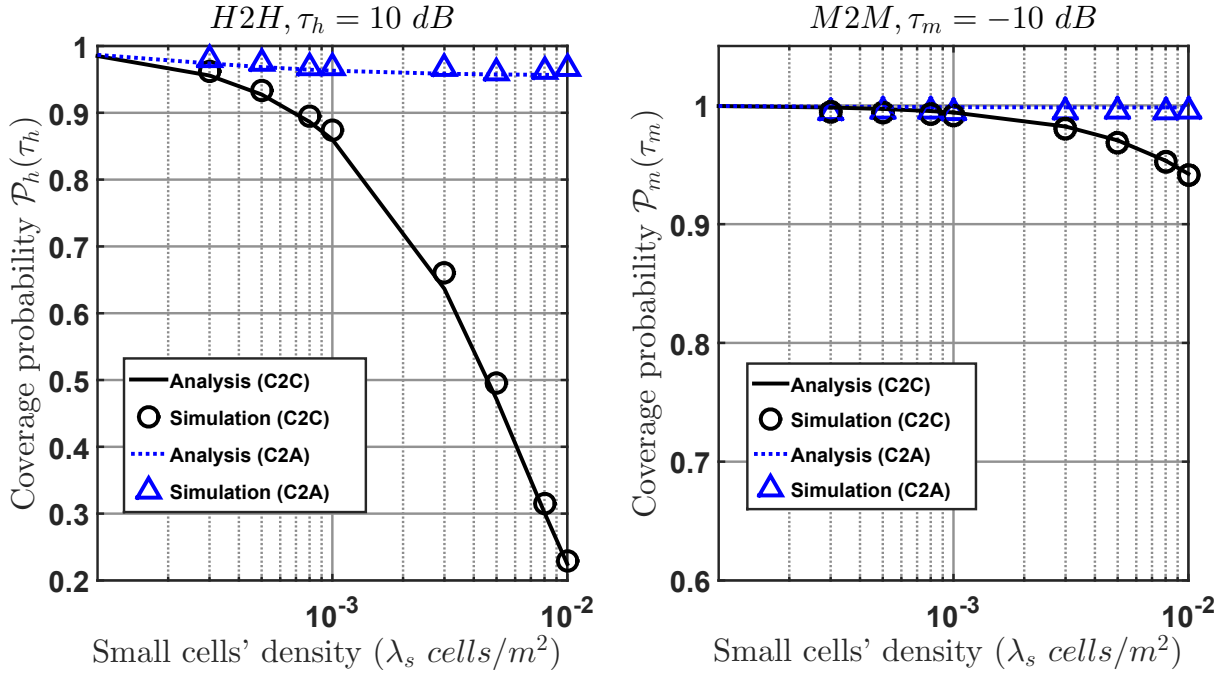 H2H, τ_h = 10 dB
Coverage probability P_h(τ_h)
1
0.9
0.8
0.7
0.6
0.5
0.4
0.3
0.2
Analysis (C2C)
Simulation (C2C)
Analysis (C2A)
Simulation (C2A)
10^-3
10^-2
Small cells' density (λ_s cells/m^2)
M2M, τ_m = −10 dB
Coverage probability P_m(τ_m)
1
0.9
0.8
0.7
0.6
Analysis (C2C)
Simulation (C2C)
Analysis (C2A)
Simulation (C2A)
10^-3
10^-2
Small cells' density (λ_s cells/m^2)